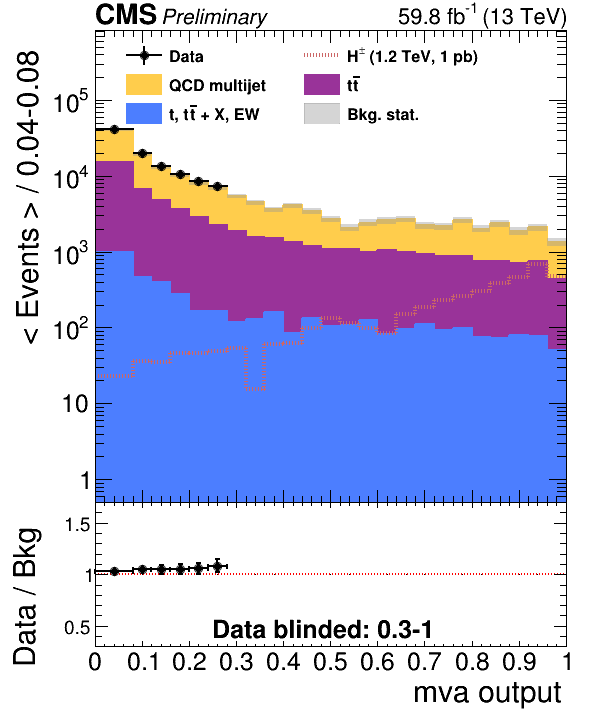 CMS Preliminary 59.8 fb⁻¹ (13 TeV)
Data H± (1.2 TeV, 1 pb)
QCD multijet tt̄
t, tt̄ + X, EW Bkg. stat.
< Events > / 0.04-0.08
10⁵
10⁴
10³
10²
10
1
Data / Bkg
1.5
1
0.5
Data blinded: 0.3-1
0 0.1 0.2 0.3 0.4 0.5 0.6 0.7 0.8 0.9 1
mva output